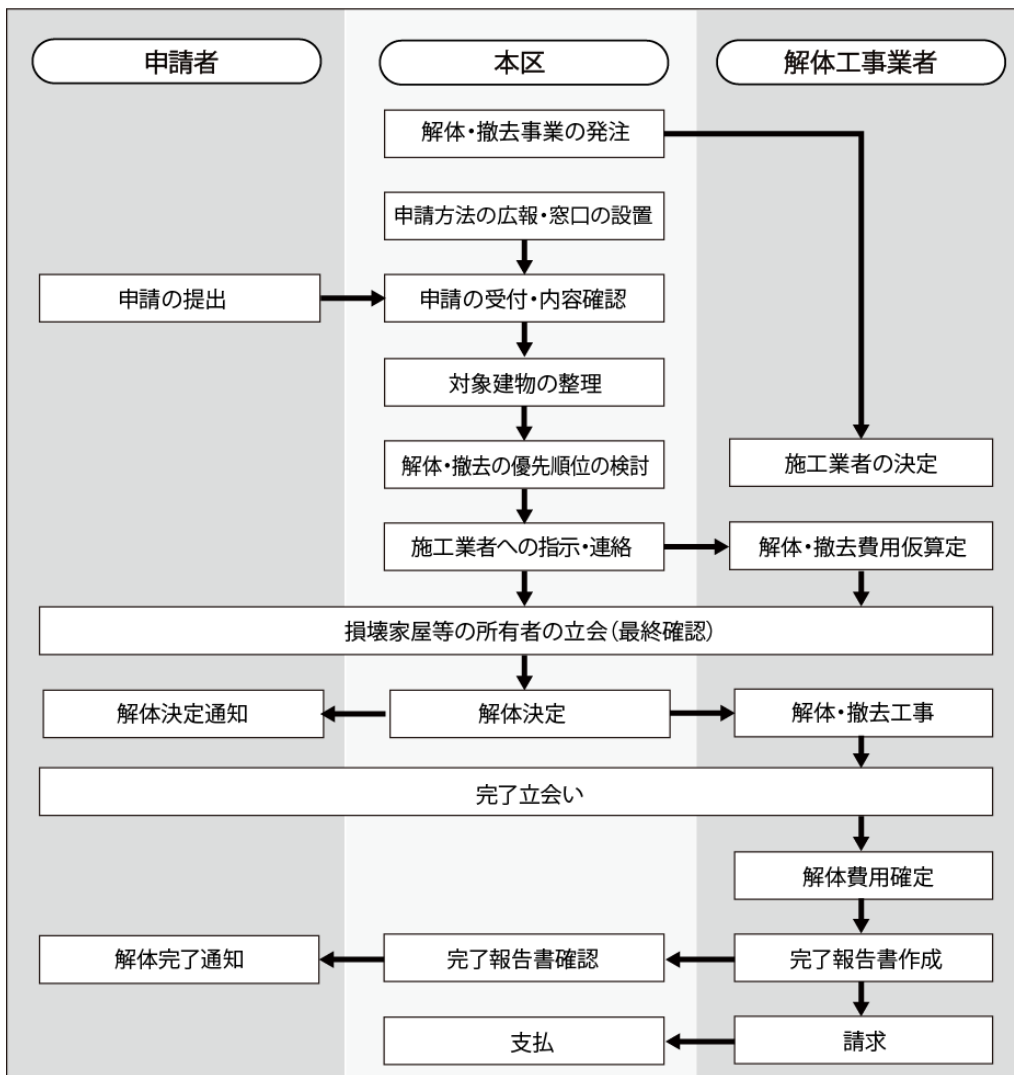 申請者
本区
解体工事業者
解体・撤去事業の発注
申請方法の広報・窓口の設置
申請の提出
申請の受付・内容確認
対象建物の整理
解体・撤去の優先順位の検討
施工業者の決定
施工業者への指示・連絡
解体・撤去費用仮算定
損壊家屋等の所有者の立会（最終確認）
解体決定通知
解体決定
解体・撤去工事
完了立会い
解体費用確定
解体完了通知
完了報告書確認
完了報告書作成
支払
請求